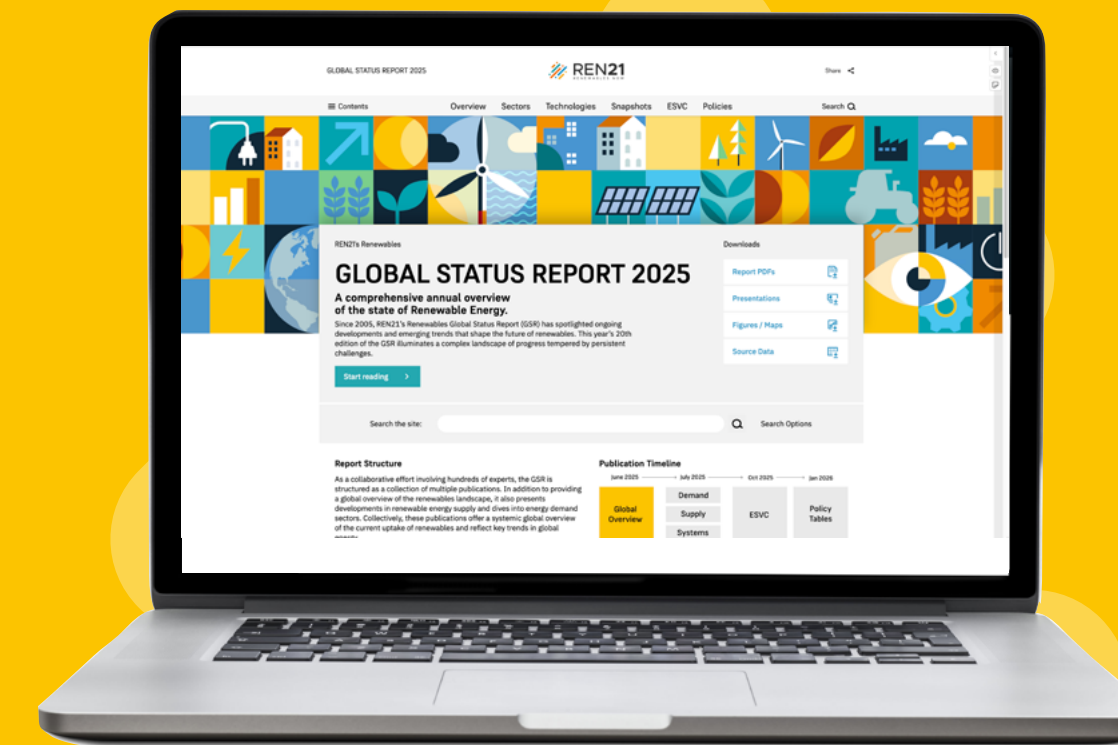 GLOBAL STATUS REPORT 2025
REN21
RENEWABLES NOW
Share
Contents
Overview Sectors Technologies Snapshots ESVC Policies
Search
REN21's Renewables
GLOBAL STATUS REPORT 2025
A comprehensive annual overview
of the state of Renewable Energy.
Since 2005, REN21's Renewables Global Status Report (GSR) has spotlighted ongoing
developments and emerging trends that shape the future of renewables. This year's 20th
edition of the GSR illuminates a complex landscape of progress tempered by persistent
challenges.
Start reading
Downloads
Report PDFs
Presentations
Figures / Maps
Source Data
Search the site:
Search Options
Report Structure
As a collaborative effort involving hundreds of experts, the GSR is
structured as a collection of multiple publications. In addition to providing
a global overview of the renewables landscape, it also presents
developments in renewable energy supply and dives into energy demand
sectors. Collectively, these publications offer a systemic global overview
of the current uptake of renewables and reflect key trends in global
Publication Timeline
June 2025 July 2025 Oct 2025 Jan 2026
Global
Overview
Demand
Supply
Systems
ESVC
Policy
Tables